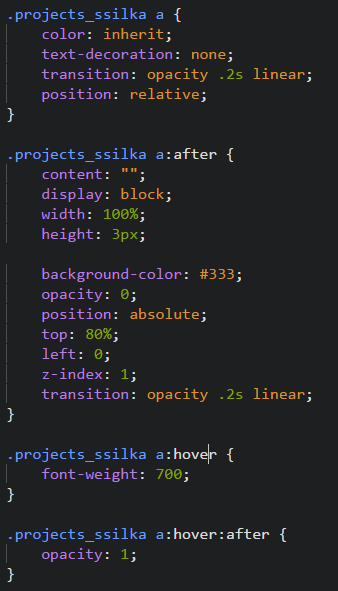 .projects_ssilka a {
color: inherit;
text-decoration: none;
transition: opacity .2s linear;
position: relative;
}
.projects_ssilka a:after {
content: "";
display: block;
width: 100%;
height: 3px;
background-color: #333;
opacity: 0;
position: absolute;
top: 80%;
left: 0;
z-index: 1;
transition: opacity .2s linear;
}
.projects_ssilka a:hover {
font-weight: 700;
}
.projects_ssilka a:hover:after {
opacity: 1;
}